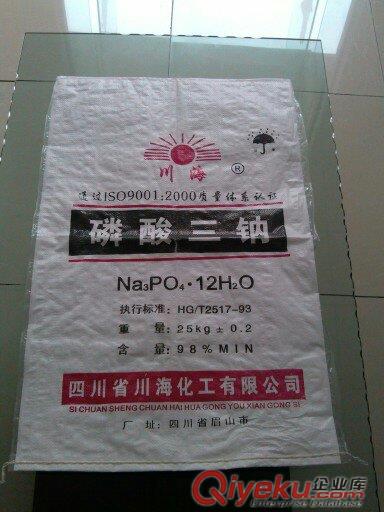 川海 ®
通过ISO9001:2000质量体系认证
磷酸三钠
Na₃PO₄·12H₂O
执行标准: HG/T2517-93
重 量: 25kg±0.2
含 量: 98%MIN
四川省川海化工有限公司
SI CHUAN SHENG CHUAN HAI HUA GONG YOU XIAN GONG SI
厂 址: 四川省眉山市
Qiyeku.com 企业库
Enterprise Database